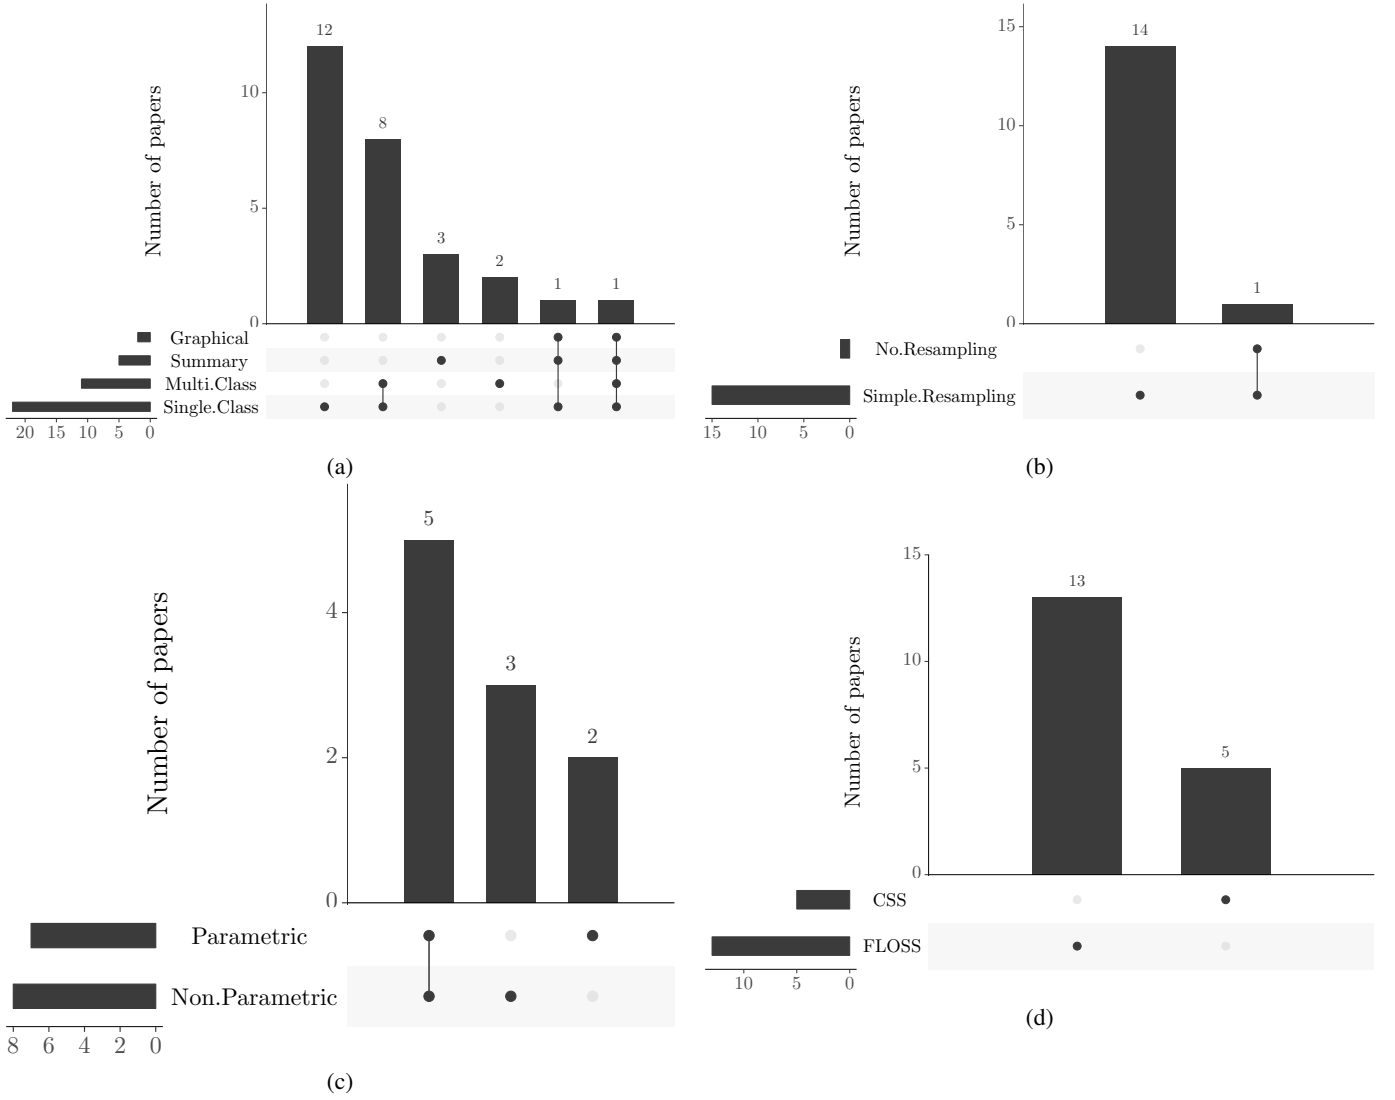 12
8
3
2
1
1
10
5
0
Number of papers
Graphical
Summary
Multi.Class
Single.Class
20 15 10 5 0
(a)
15
14
10
5
1
0
Number of papers
No.Resampling
Simple.Resampling
15 10 5 0
(b)
5
3
2
4
2
0
Number of papers
Parametric
Non.Parametric
8 6 4 2 0
(c)
15
13
10
5
5
0
Number of papers
CSS
FLOSS
10 5 0
(d)